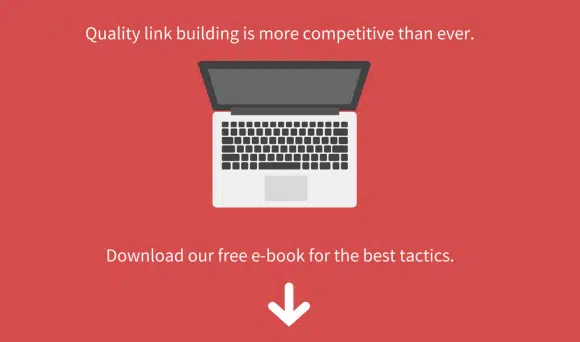 Quality link building is more competitive than ever.
Download our free e-book for the best tactics.